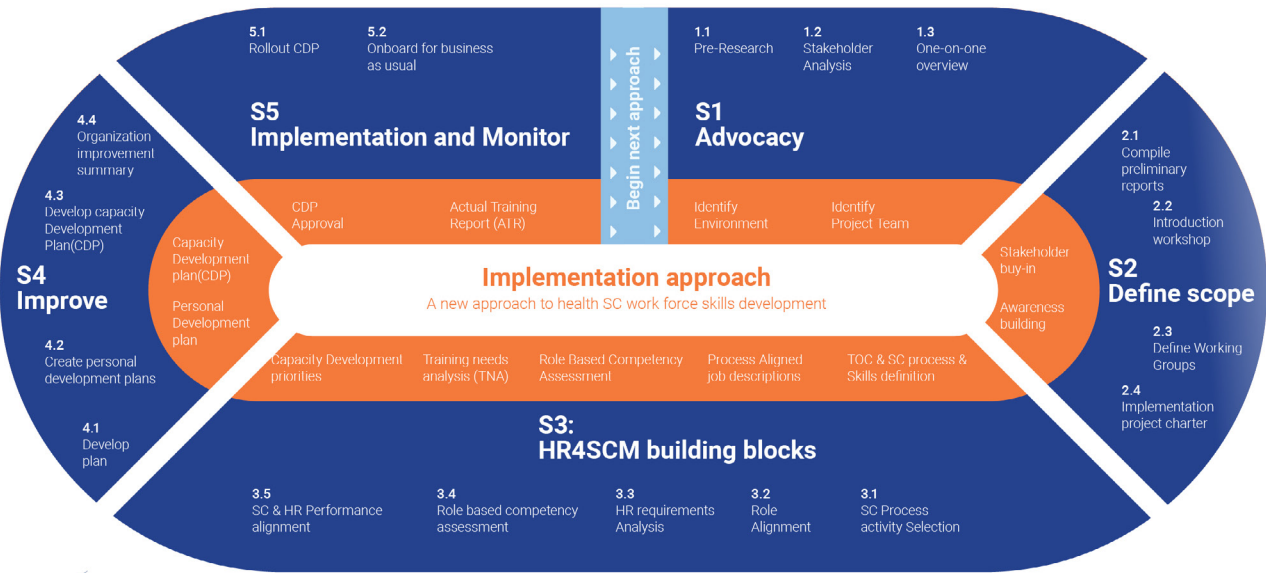 5.1
Rollout CDP
5.2
Onboard for business
as usual
S5
Implementation and Monitor
CDP
Approval
Actual Training
Report (ATR)
Begin next approach
1.1
Pre-Research
1.2
Stakeholder
Analysis
1.3
One-on-one
overview
S1
Advocacy
Identify
Environment
Identify
Project Team
2.1
Compile
preliminary
reports
2.2
Introduction
workshop
S2
Define scope
2.3
Define Working
Groups
2.4
Implementation
project charter
Stakeholder
buy-in
Awareness
building
Implementation approach
A new approach to health SC work force skills development
4.4
Organization
improvement
summary
4.3
Develop capacity
Development
Plan(CDP)
S4
Improve
4.2
Create personal
development plans
4.1
Develop
plan
Capacity
Development
plan(CDP)
Personal
Development
plan
Capacity Development
priorities
Training needs
analysis (TNA)
Role Based Competency
Assessment
Process Aligned
job descriptions
TOC & SC process &
Skills definition
S3:
HR4SCM building blocks
3.5
SC & HR Performance
alignment
3.4
Role based competency
assessment
3.3
HR requirements
Analysis
3.2
Role
Alignment
3.1
SC Process
activity Selection